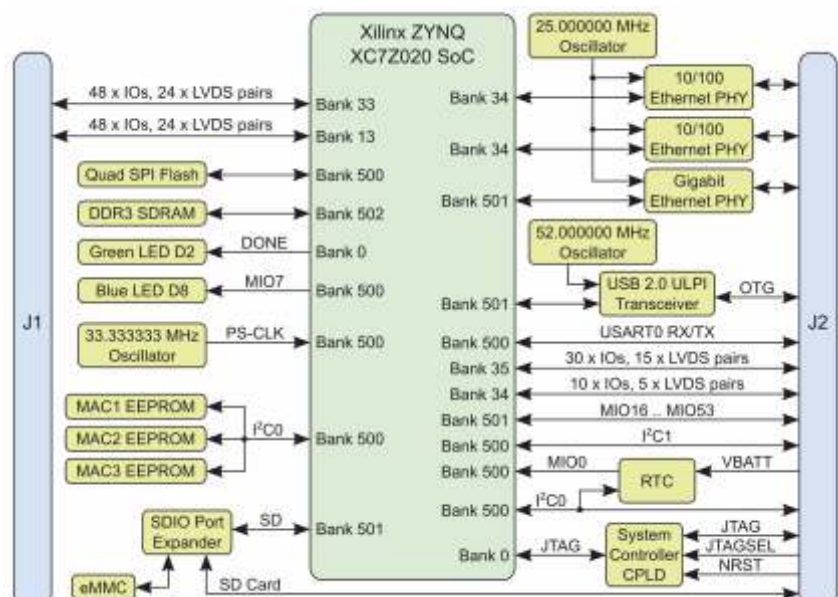 Xilinx ZYNQ
XC7Z020 SoC
25.000000 MHz
Oscillator
48 x IOs, 24 x LVDS pairs
Bank 33
Bank 34
10/100
Ethernet PHY
48 x IOs, 24 x LVDS pairs
Bank 13
Bank 34
10/100
Ethernet PHY
Quad SPI Flash
Bank 500
Bank 501
Gigabit
Ethernet PHY
DDR3 SDRAM
Bank 502
Green LED D2
DONE
Bank 0
52.000000 MHz
Oscillator
Blue LED D8
MIO7
Bank 500
Bank 501
USB 2.0 ULPI
Transceiver
OTG
J1
J2
33.333333 MHz
Oscillator
PS-CLK
Bank 500
Bank 500
USART0 RX/TX
Bank 35
30 x IOs, 15 x LVDS pairs
Bank 34
10 x IOs, 5 x LVDS pairs
MAC1 EEPROM
MAC2 EEPROM
MAC3 EEPROM
I²C0
Bank 500
Bank 501
MIO16 .. MIO53
Bank 500
I²C1
Bank 500
MIO0
RTC
VBATT
Bank 500
I²C0
SDIO Port
Expander
SD
Bank 501
Bank 0
JTAG
System
Controller
CPLD
JTAG
JTAGSEL
NRST
eMMC
SD Card